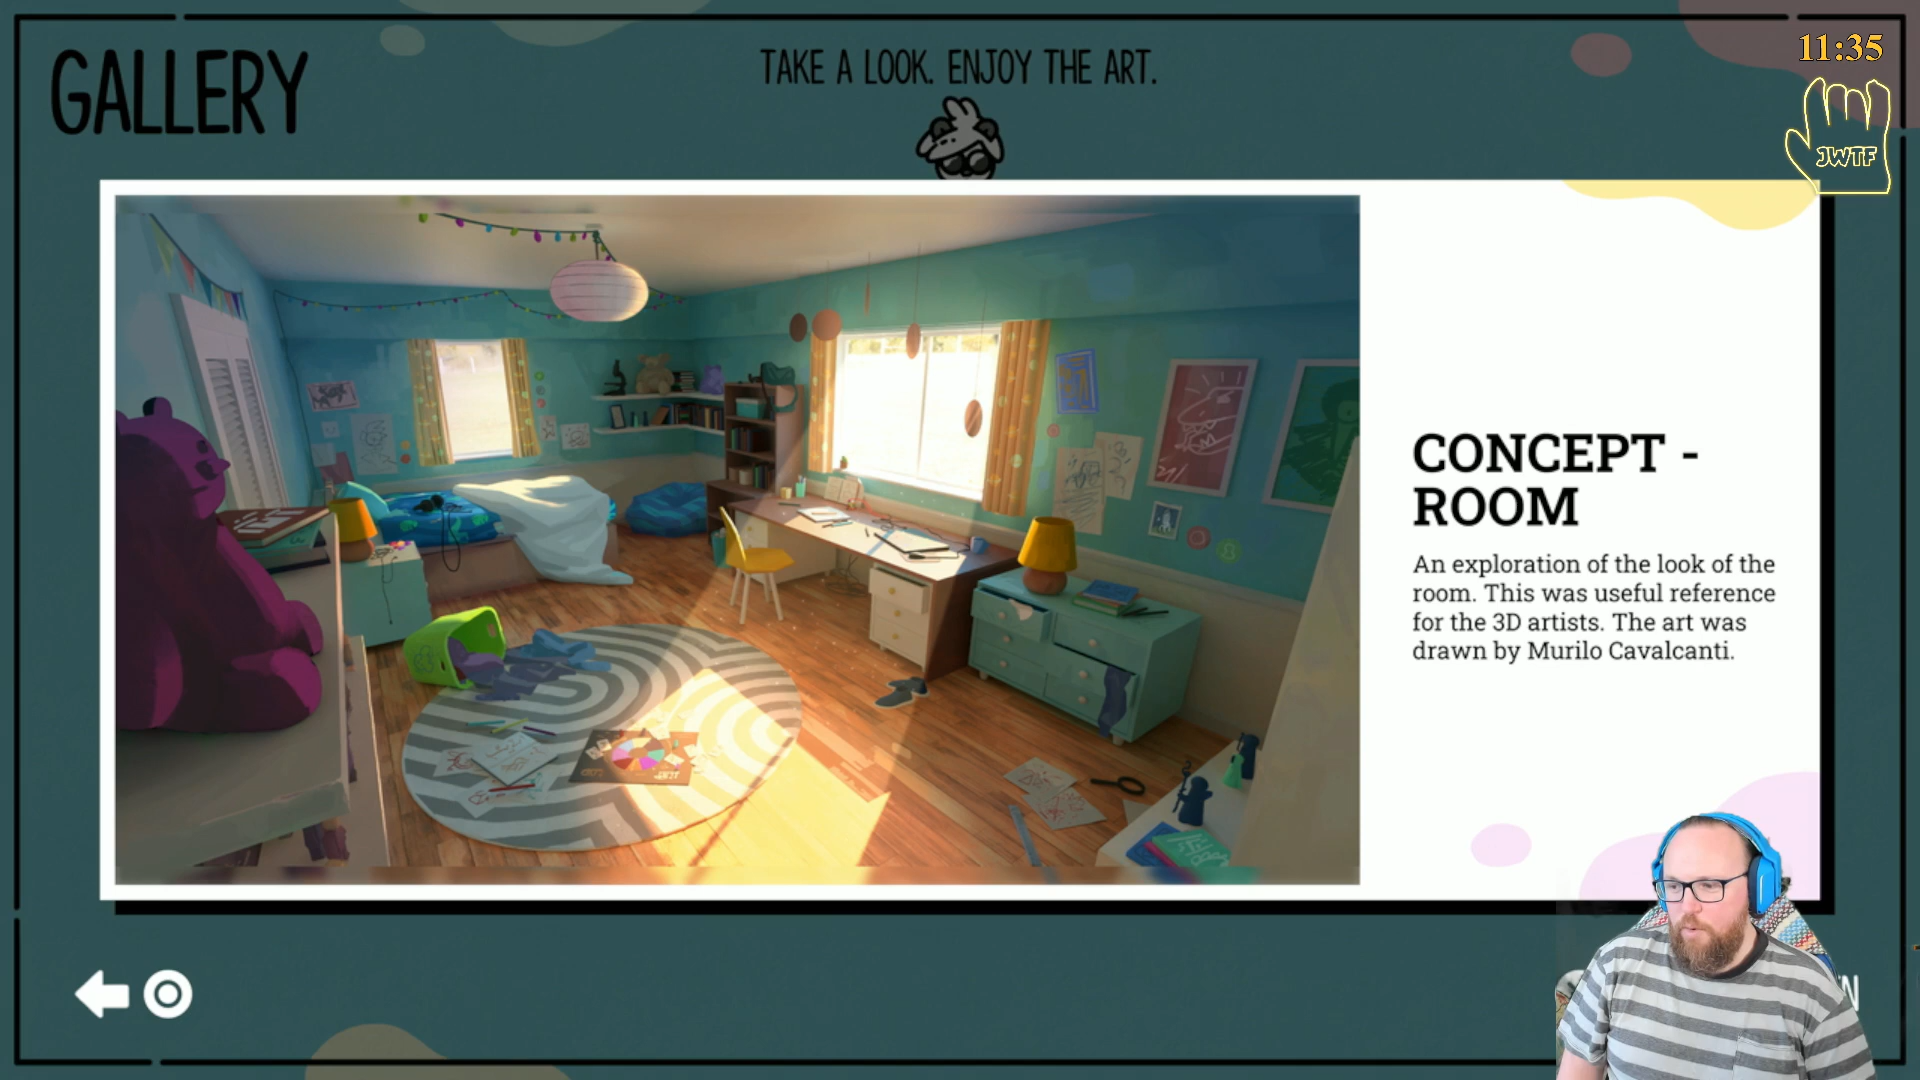 GALLERY
TAKE A LOOK. ENJOY THE ART.
11:35
JWTF
CONCEPT -
ROOM
An exploration of the look of the
room. This was useful reference
for the 3D artists. The art was
drawn by Murilo Cavalcanti.